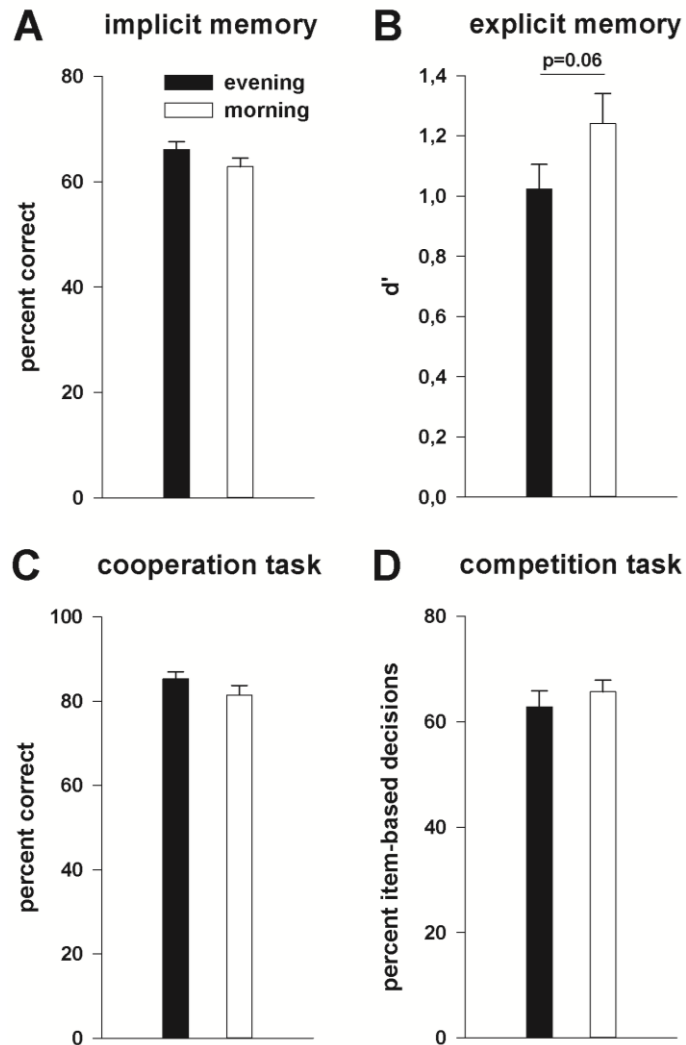 A implicit memory
80
60
40
20
0
percent correct
evening
morning
B explicit memory
p=0.06
1,4
1,2
1,0
0,8
0,6
0,4
0,2
0,0
d'
C cooperation task
100
80
60
40
20
0
percent correct
D competition task
80
60
40
20
0
percent item-based decisions